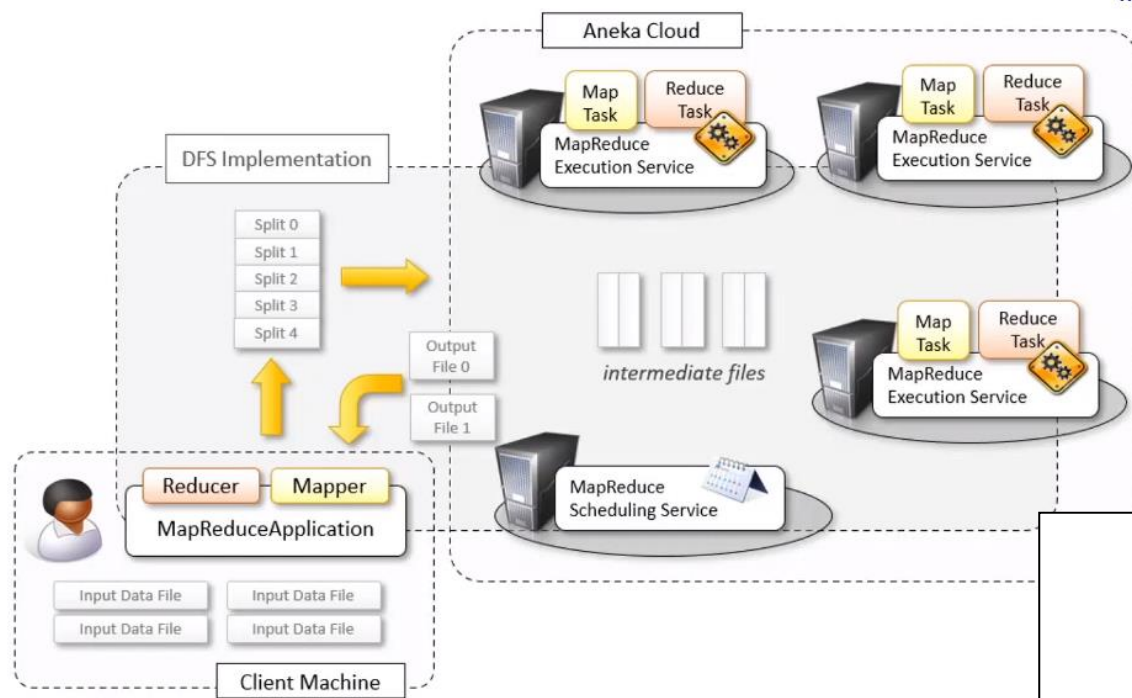 Aneka Cloud
Map
Task
Reduce
Task
MapReduce
Execution Service
Map
Task
Reduce
Task
MapReduce
Execution Service
DFS Implementation
Split 0
Split 1
Split 2
Split 3
Split 4
Output
File 0
Output
File 1
intermediate files
Map
Task
Reduce
Task
MapReduce
Execution Service
MapReduce
Scheduling Service
Reducer
Mapper
MapReduceApplication
Input Data File
Input Data File
Input Data File
Input Data File
Client Machine